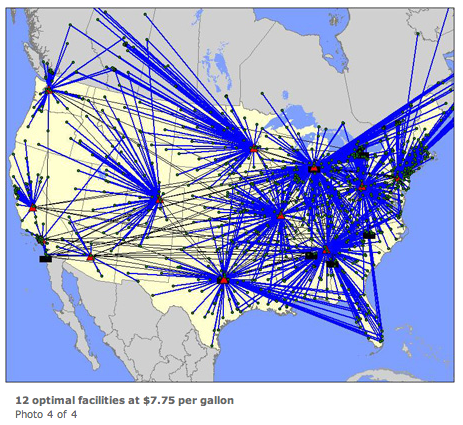 12 optimal facilities at $7.75 per gallon
Photo 4 of 4